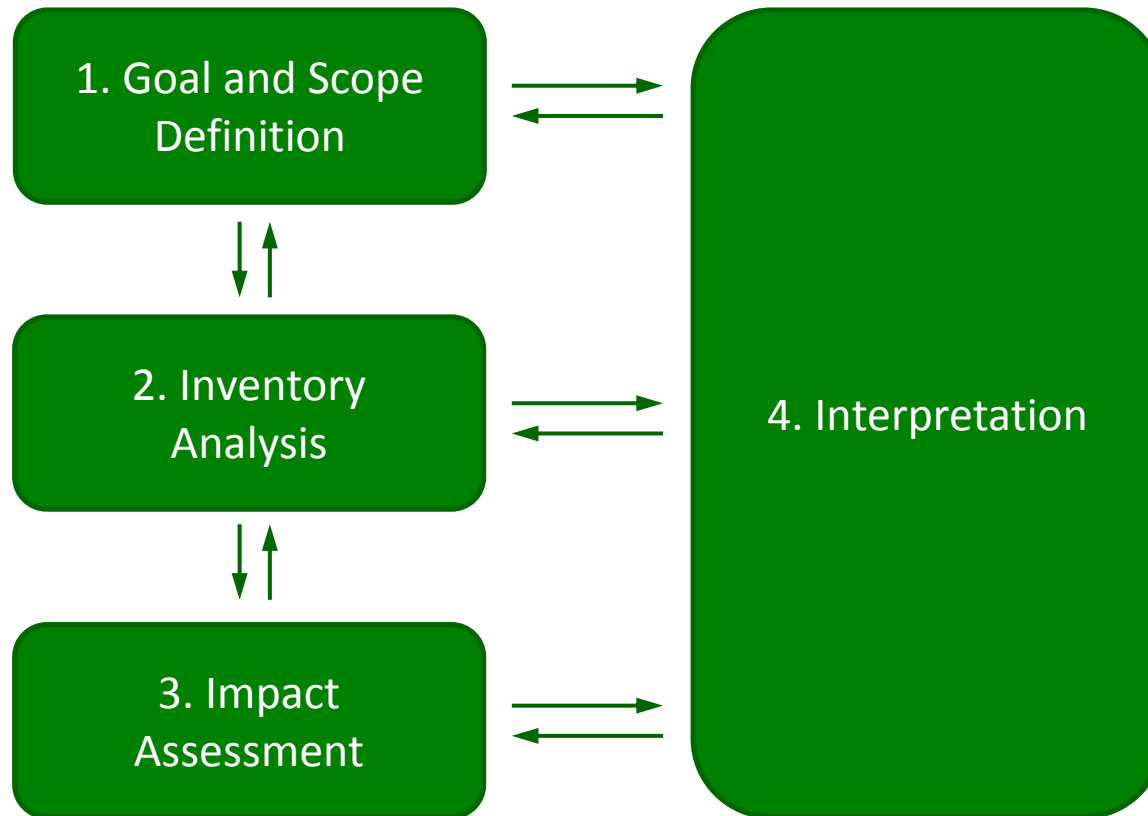 1. Goal and Scope
Definition
2. Inventory
Analysis
4. Interpretation
3. Impact
Assessment